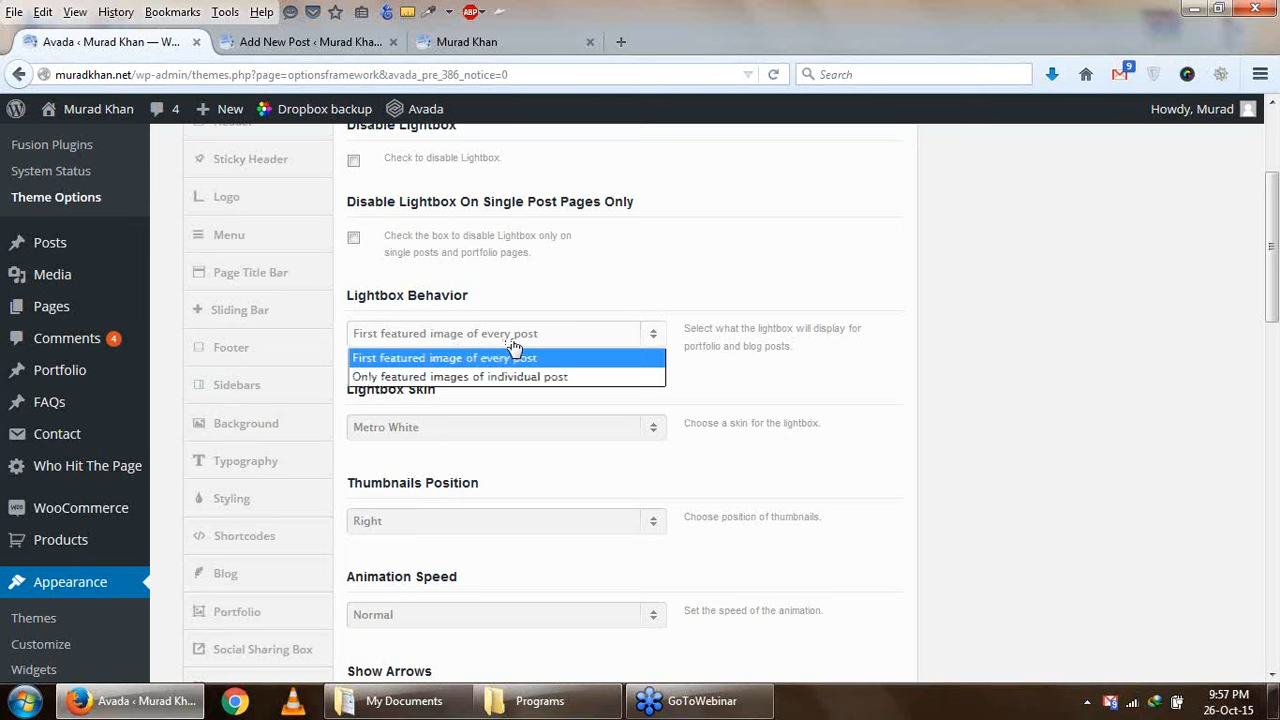 File Edit View History Bookmarks Tools Help
Avada ‹ Murad Khan — W...
Add New Post ‹ Murad Kha...
Murad Khan
muradkhan.net/wp-admin/themes.php?page=optionsframework&avada_pre_386_notice=0
Search
9
Murad Khan
4
New
Dropbox backup
Avada
Howdy, Murad
Fusion Plugins
System Status
Theme Options
Posts
Media
Pages
Comments 4
Portfolio
FAQs
Contact
Who Hit The Page
WooCommerce
Products
Appearance
Themes
Customize
Widgets
Header
Sticky Header
Logo
Menu
Page Title Bar
Sliding Bar
Footer
Sidebars
Background
Typography
Styling
Shortcodes
Blog
Portfolio
Social Sharing Box
Disable Lightbox
Check to disable Lightbox.
Disable Lightbox On Single Post Pages Only
Check the box to disable Lightbox only on
single posts and portfolio pages.
Lightbox Behavior
First featured image of every post
Select what the lightbox will display for
portfolio and blog posts.
First featured image of every post
Only featured images of individual post
Lightbox Skin
Metro White
Choose a skin for the lightbox.
Thumbnails Position
Right
Choose position of thumbnails.
Animation Speed
Normal
Set the speed of the animation.
Show Arrows
Avada ‹ Murad Khan...
My Documents
Programs
GoToWebinar
9:57 PM
26-Oct-15